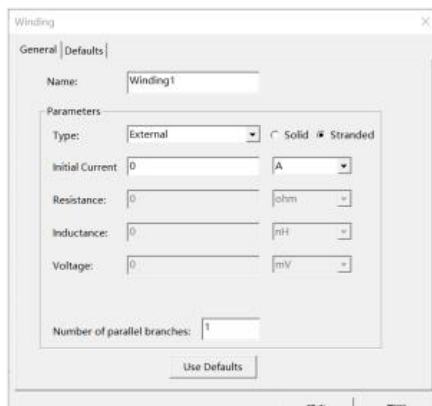 Winding
General Defaults
Name: Winding1
Parameters
Type: External Solid Stranded
Initial Current 0 A
Resistance: 0 ohm
Inductance: 0 nH
Voltage: 0 mV
Number of parallel branches: 1
Use Defaults